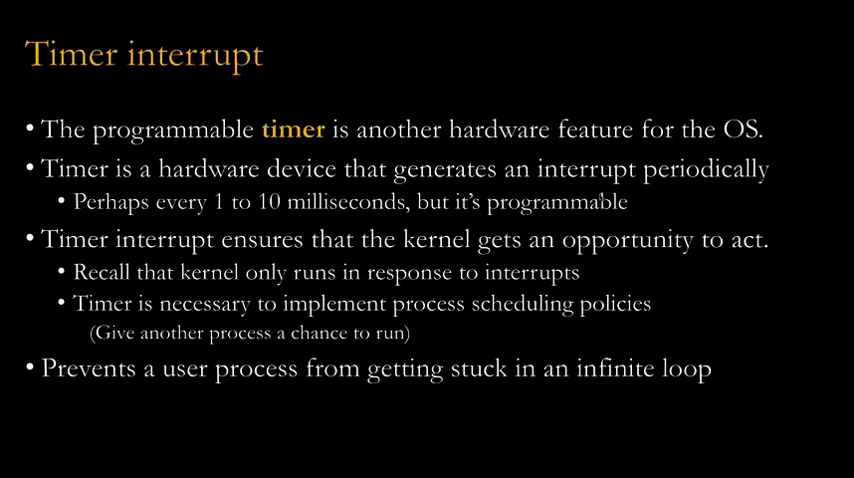 Timer interrupt
• The programmable timer is another hardware feature for the OS.
• Timer is a hardware device that generates an interrupt periodically
• Perhaps every 1 to 10 milliseconds, but it's programmable
• Timer interrupt ensures that the kernel gets an opportunity to act.
• Recall that kernel only runs in response to interrupts
• Timer is necessary to implement process scheduling policies
(Give another process a chance to run)
• Prevents a user process from getting stuck in an infinite loop